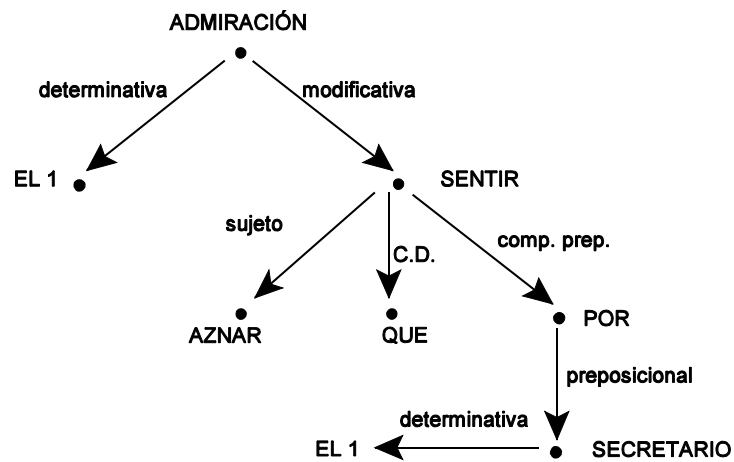 ADMIRACIÓN
determinativa
modificativa
EL 1
SENTIR
sujeto
C.D.
comp. prep.
AZNAR
QUE
POR
preposicional
determinativa
EL 1
SECRETARIO